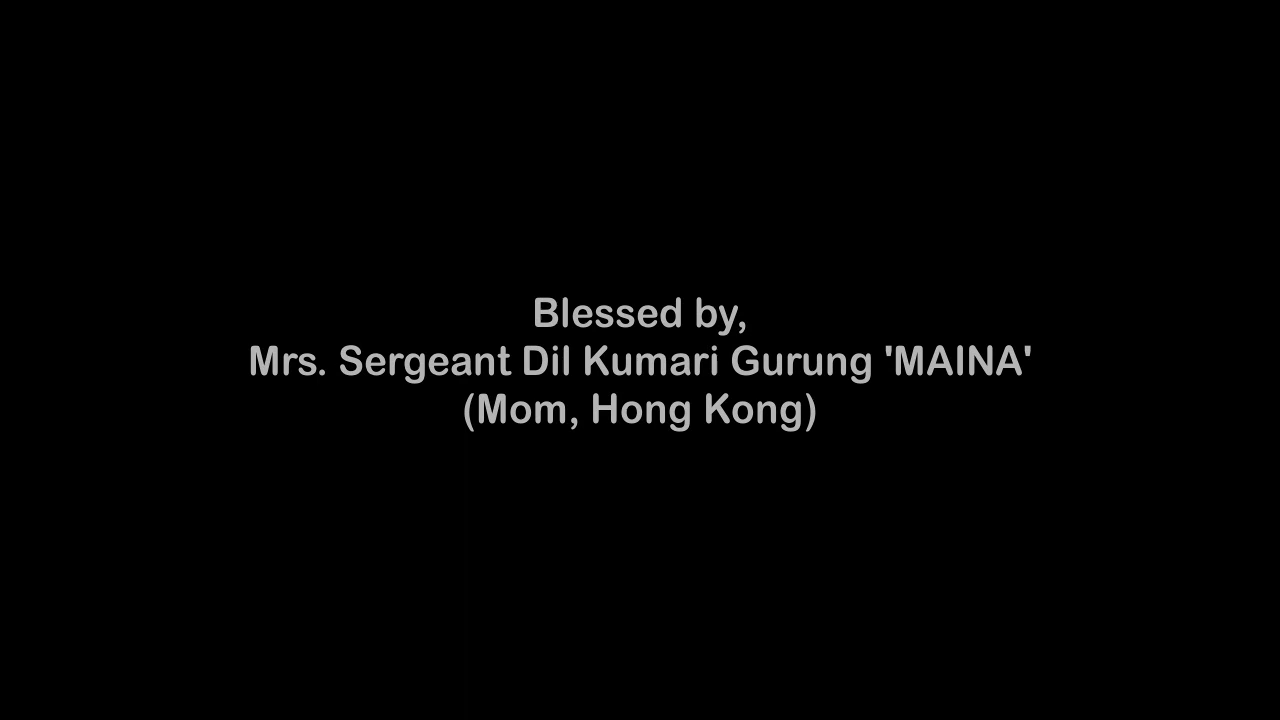 Blessed by,
Mrs. Sergeant Dil Kumari Gurung 'MAINA'
(Mom, Hong Kong)